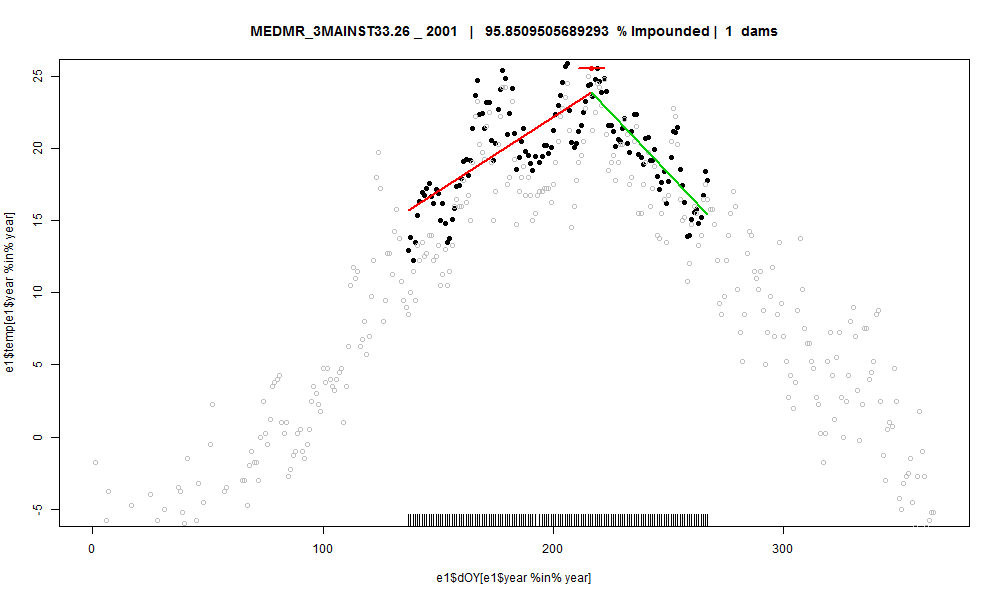 MEDMR_3MAINST33.26 _ 2001 | 95.8509505689293 % Impounded | 1 dams
e1$temp[e1$year %in% year]
25
20
15
10
5
0
-5
0 100 200 300
e1$dOY[e1$year %in% year]